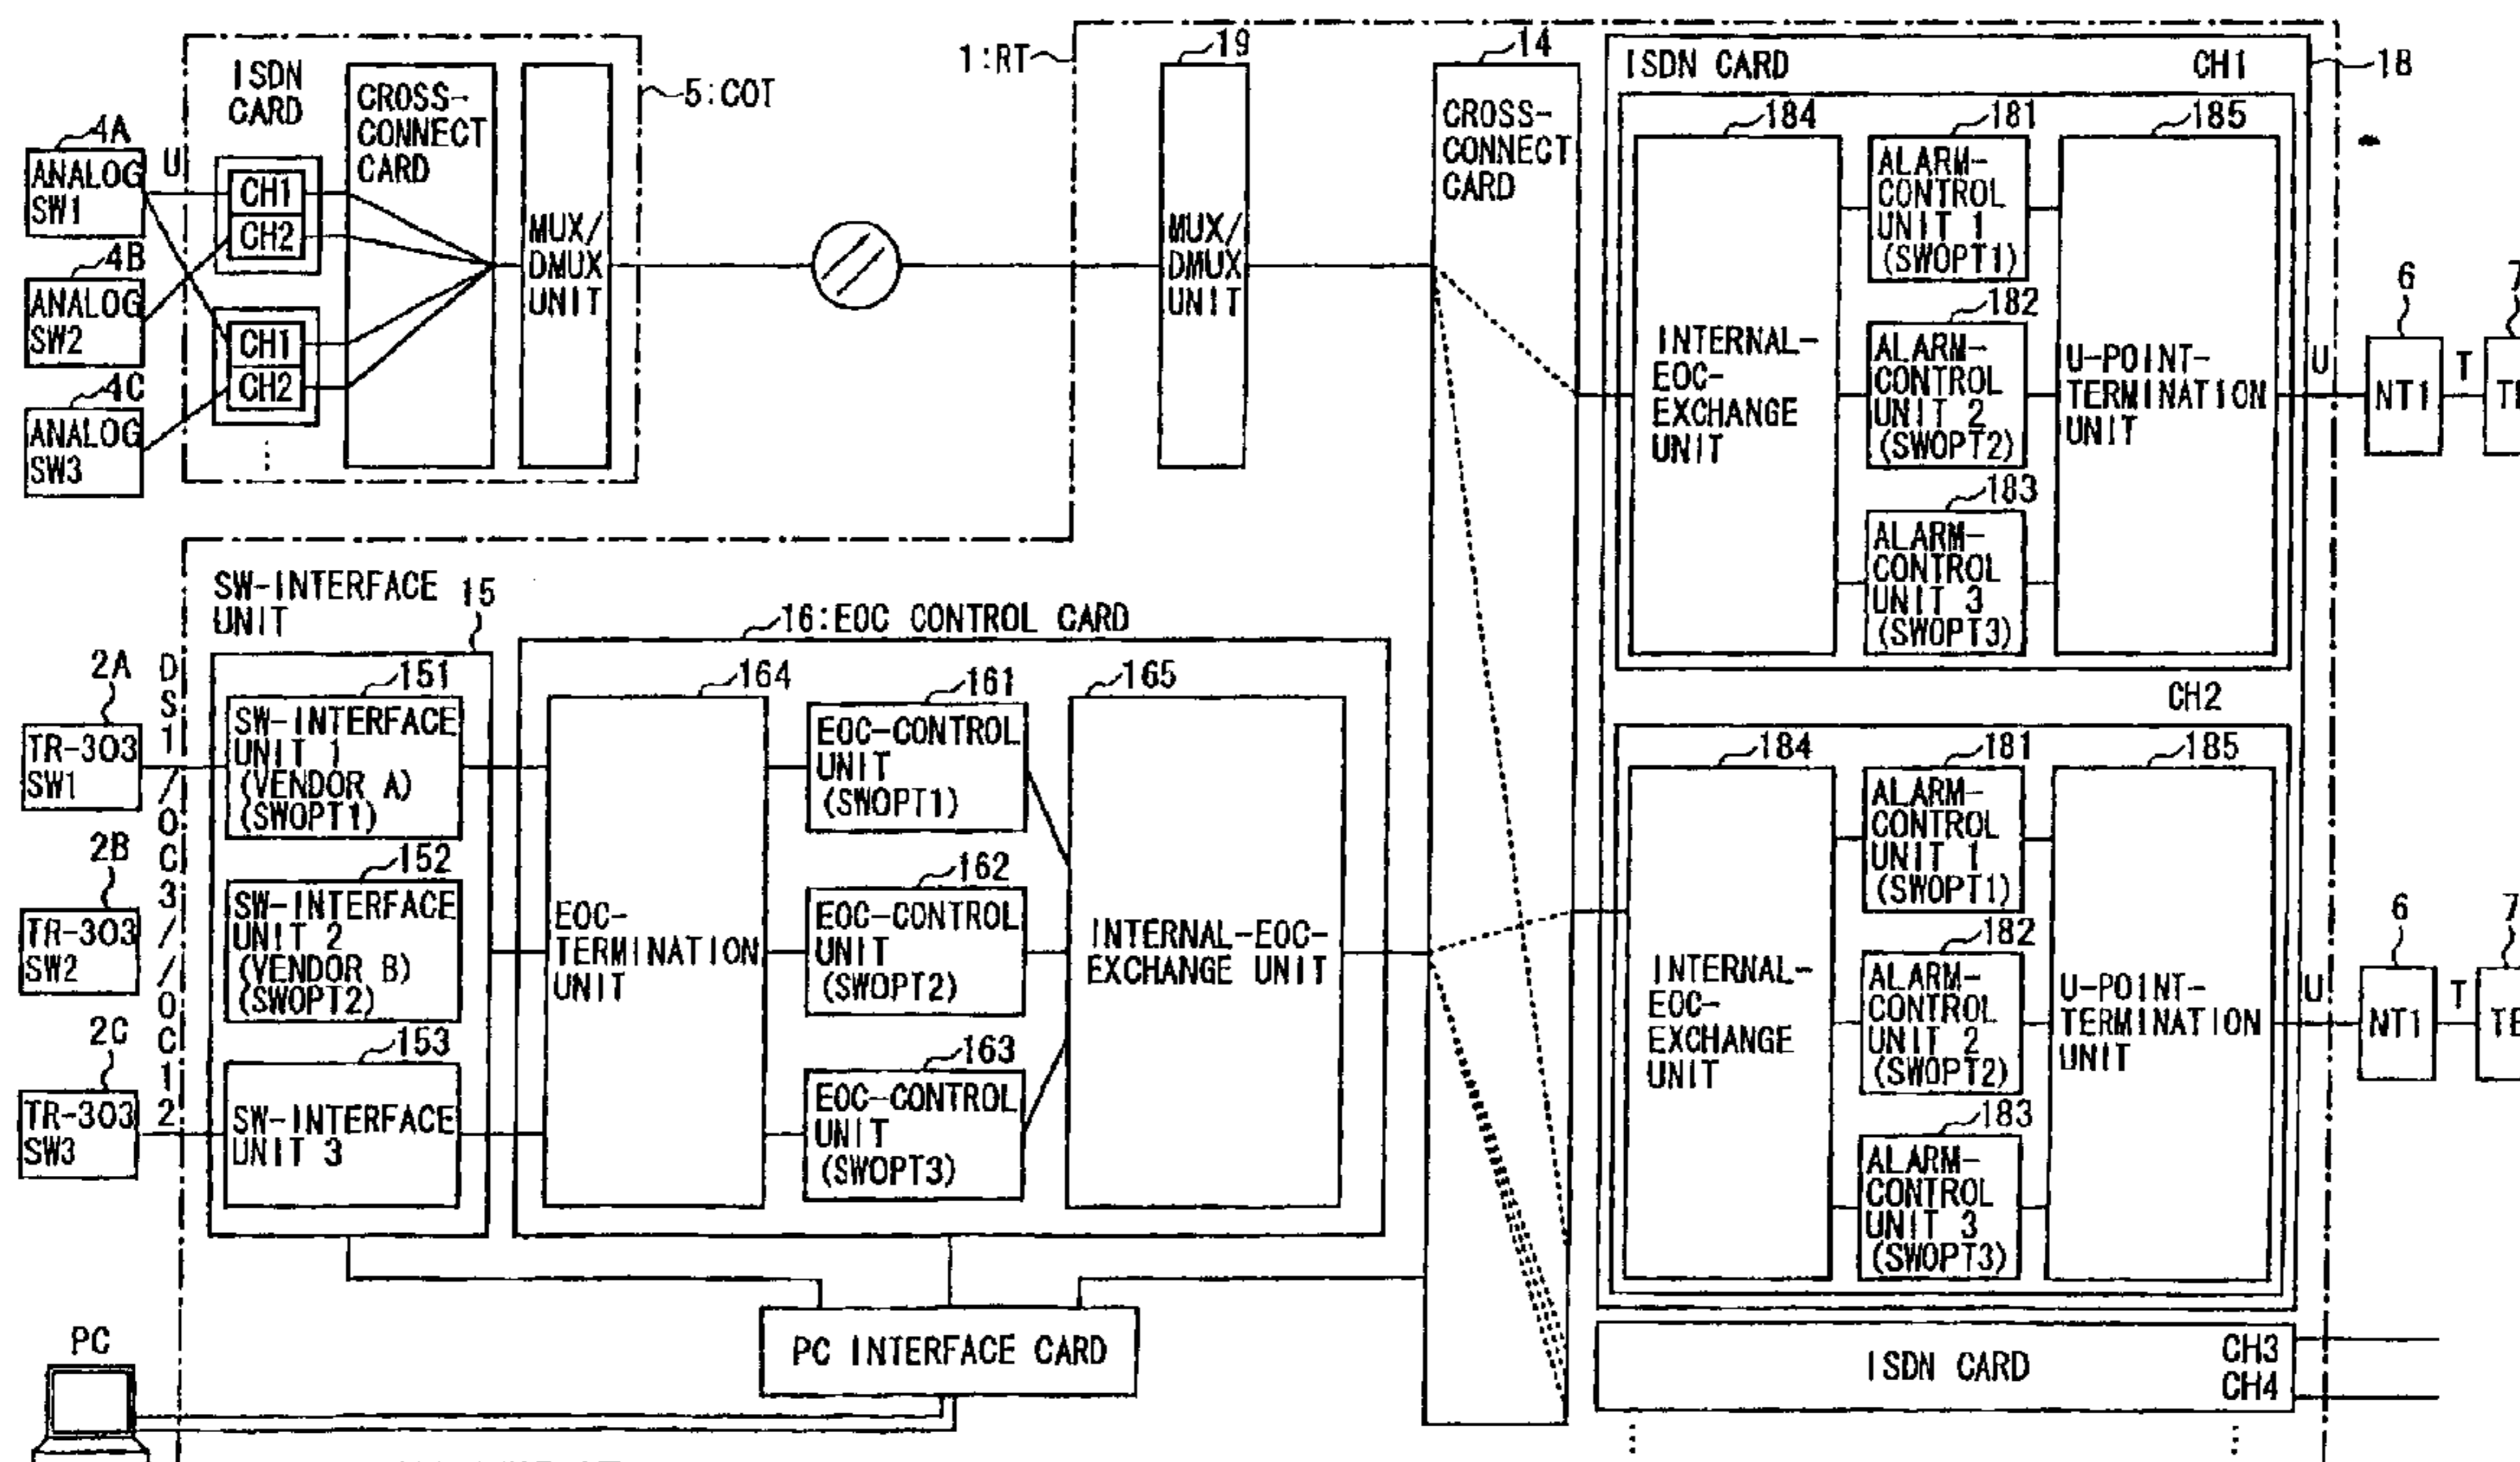 ISDN
CARD
CROSS-
CONNECT
CARD
5:COT
1:RT
19
14
4A
U
ANALOG
SW1
4B
ANALOG
SW2
4C
ANALOG
SW3
CH1
CH2
CH1
CH2
MUX/
DMUX
UNIT
MUX/
DMUX
UNIT
CROSS-
CONNECT
CARD
ISDN CARD
CH1
18
184
181
185
INTERNAL-
EOC-
EXCHANGE
UNIT
ALARM-
CONTROL
UNIT 1
(SWOPT1)
182
ALARM-
CONTROL
UNIT 2
(SWOPT2)
183
ALARM-
CONTROL
UNIT 3
(SWOPT3)
U-POINT-
TERMINATION
UNIT
U
6
NT1
T
7
SW-INTERFACE
UNIT
15
16:EOC CONTROL CARD
2A
TR-303
SW1
2B
TR-303
SW2
2C
TR-303
SW3
DS1/OC3/OC12
151
SW-INTERFACE
UNIT 1
(VENDOR A)
(SWOPT1)
152
SW-INTERFACE
UNIT 2
(VENDOR B)
(SWOPT2)
153
SW-INTERFACE
UNIT 3
164
EOC-
TERMINATION
UNIT
161
EOC-CONTROL
UNIT
(SWOPT1)
162
EOC-CONTROL
UNIT
(SWOPT2)
163
EOC-CONTROL
UNIT
(SWOPT3)
165
INTERNAL-EOC-
EXCHANGE UNIT
CH2
184
181
185
INTERNAL-
EOC-
EXCHANGE
UNIT
ALARM-
CONTROL
UNIT 1
(SWOPT1)
182
ALARM-
CONTROL
UNIT 2
(SWOPT2)
183
ALARM-
CONTROL
UNIT 3
(SWOPT3)
U-POINT-
TERMINATION
UNIT
U
6
NT1
T
7
PC
PC INTERFACE CARD
ISDN CARD
CH3
CH4